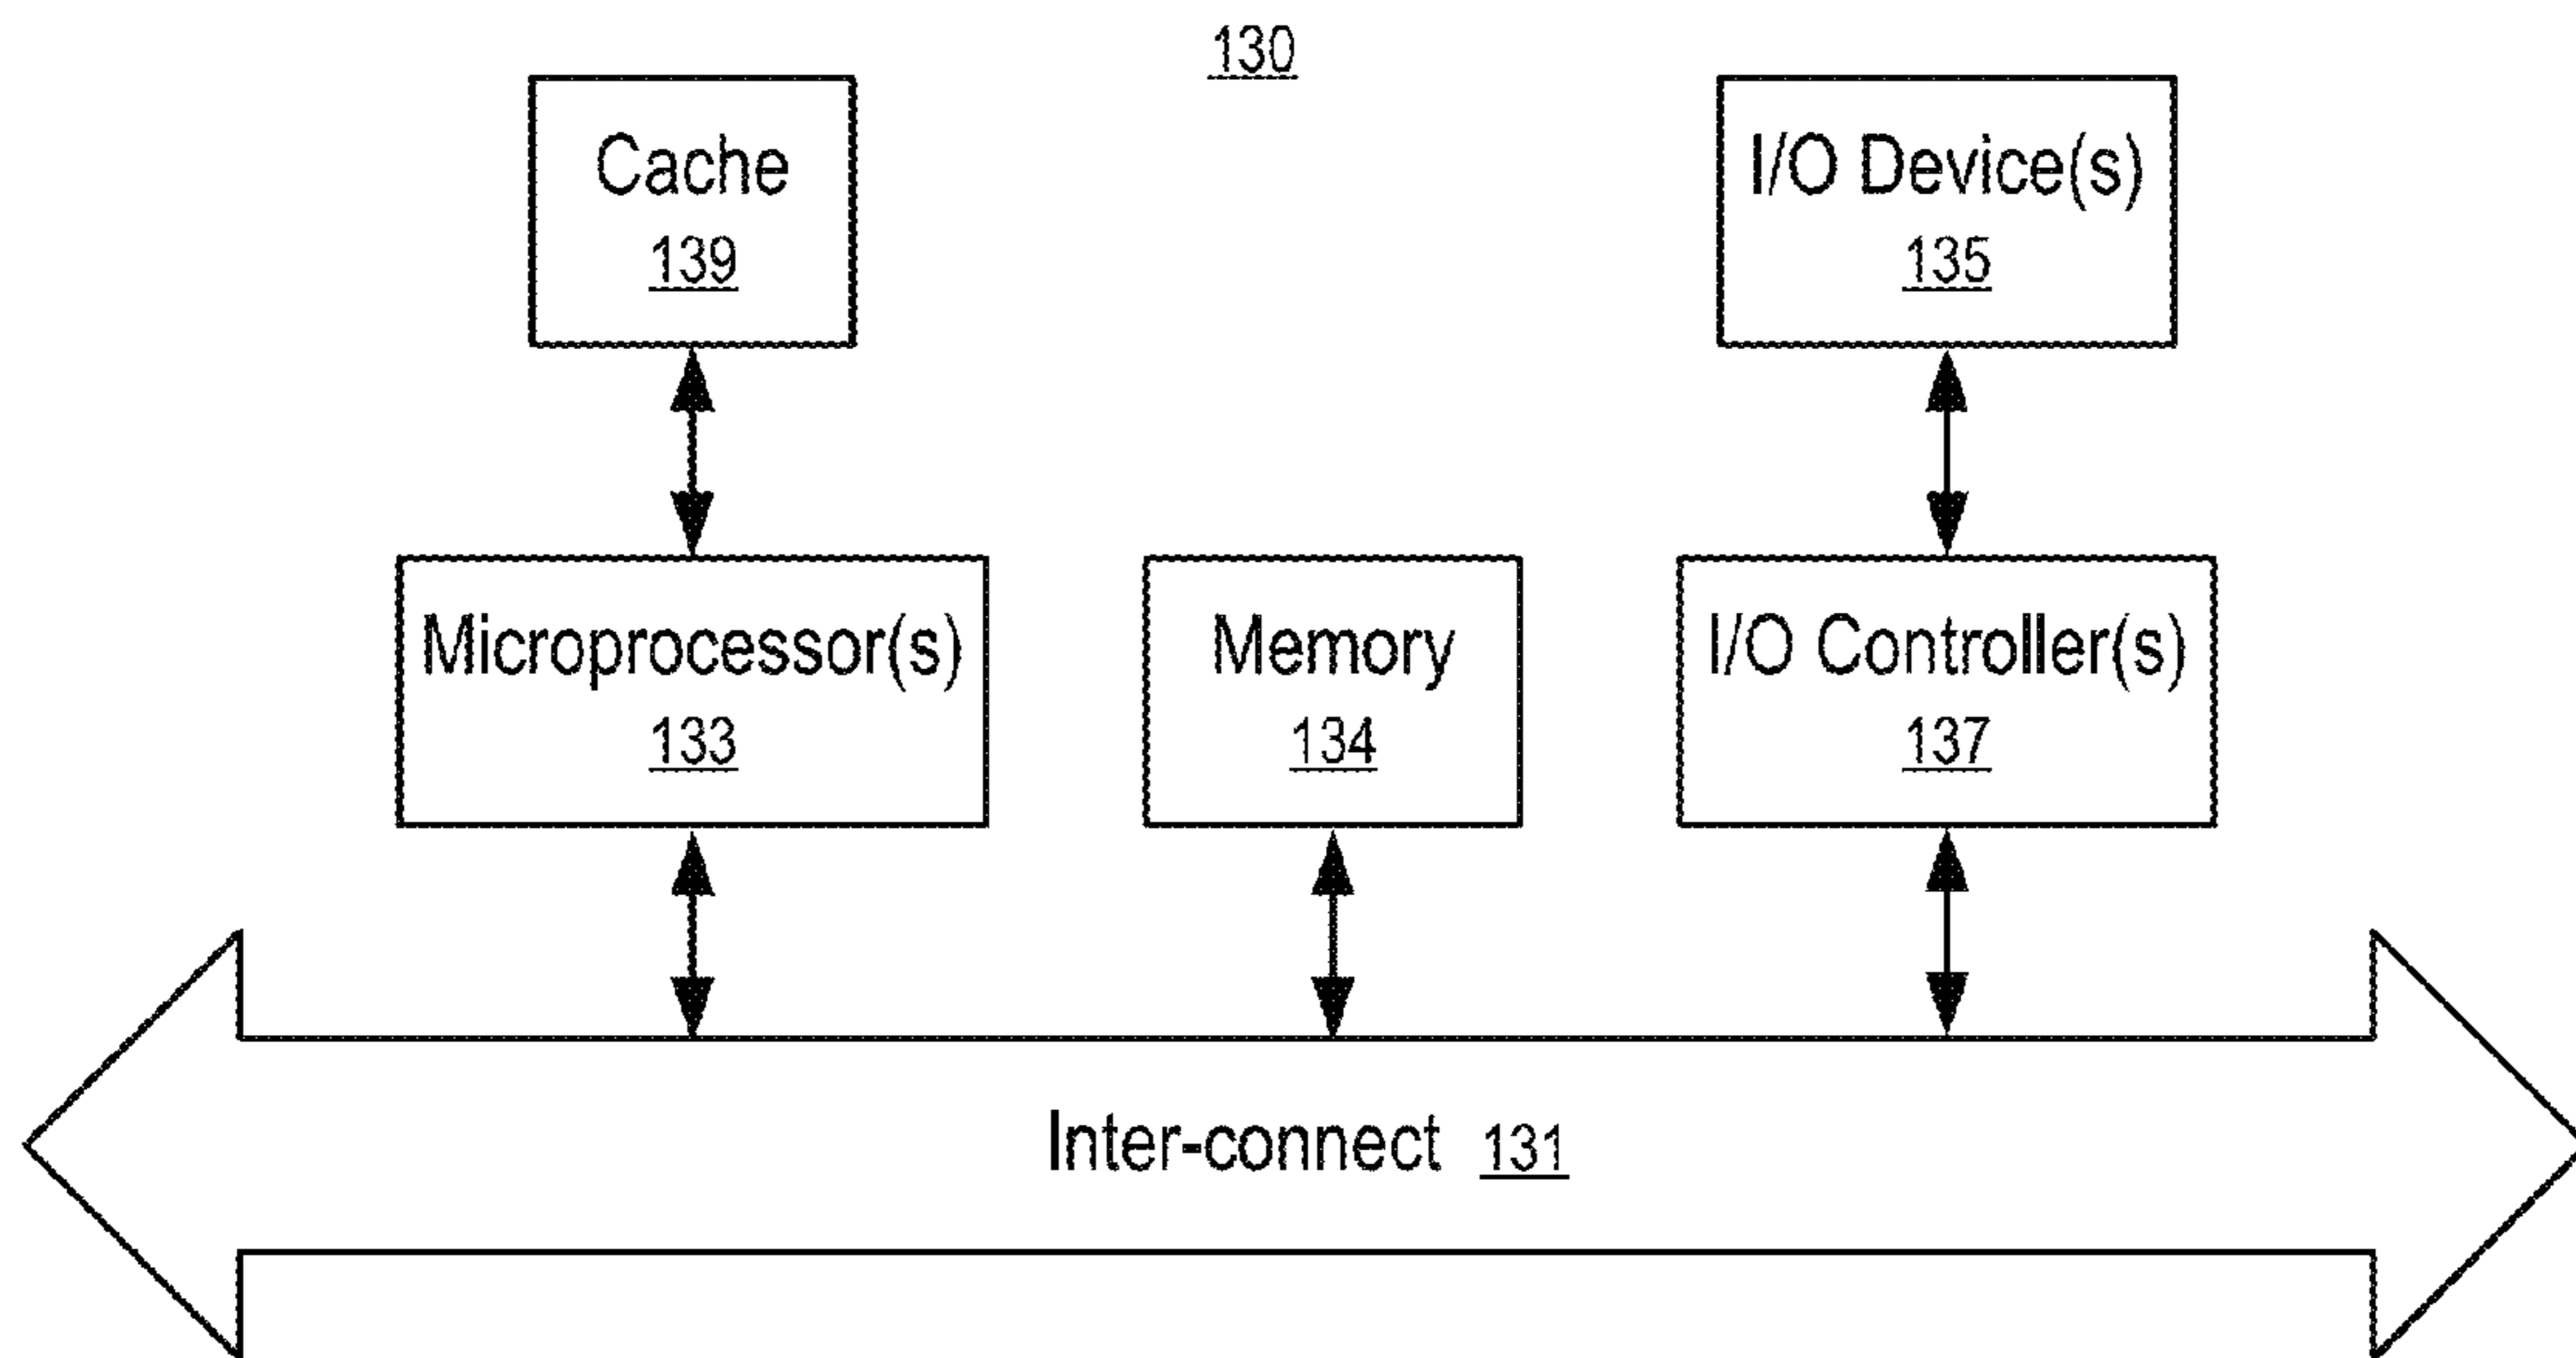 130
Cache
139
I/O Device(s)
135
Microprocessor(s)
133
Memory
134
I/O Controller(s)
137
Inter-connect 131